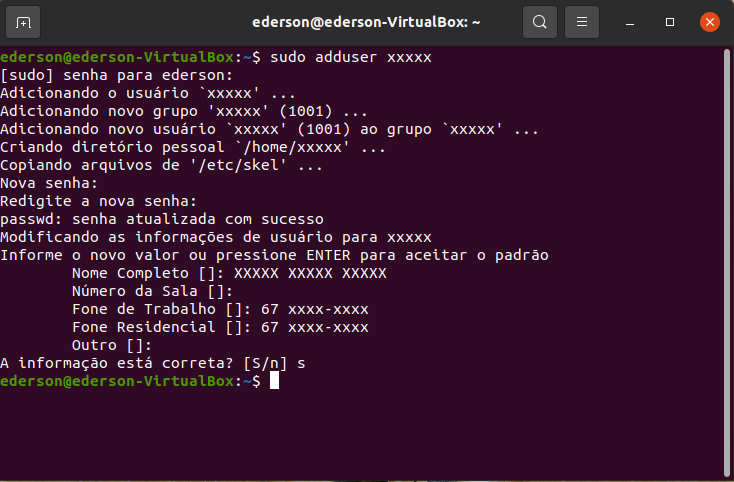 ederson@ederson-VirtualBox: ~
ederson@ederson-VirtualBox:~$ sudo adduser xxxxx
[sudo] senha para ederson:
Adicionando o usuário `xxxxx' ...
Adicionando novo grupo 'xxxxx' (1001) ...
Adicionando novo usuário `xxxxx' (1001) ao grupo `xxxxx' ...
Criando diretório pessoal `/home/xxxxx' ...
Copiando arquivos de '/etc/skel' ...
Nova senha:
Redigite a nova senha:
passwd: senha atualizada com sucesso
Modificando as informações de usuário para xxxxx
Informe o novo valor ou pressione ENTER para aceitar o padrão
Nome Completo []: XXXXX XXXXX XXXXX
Número da Sala []:
Fone de Trabalho []: 67 xxxx-xxxx
Fone Residencial []: 67 xxxx-xxxx
Outro []:
A informação está correta? [S/n] s
ederson@ederson-VirtualBox:~$